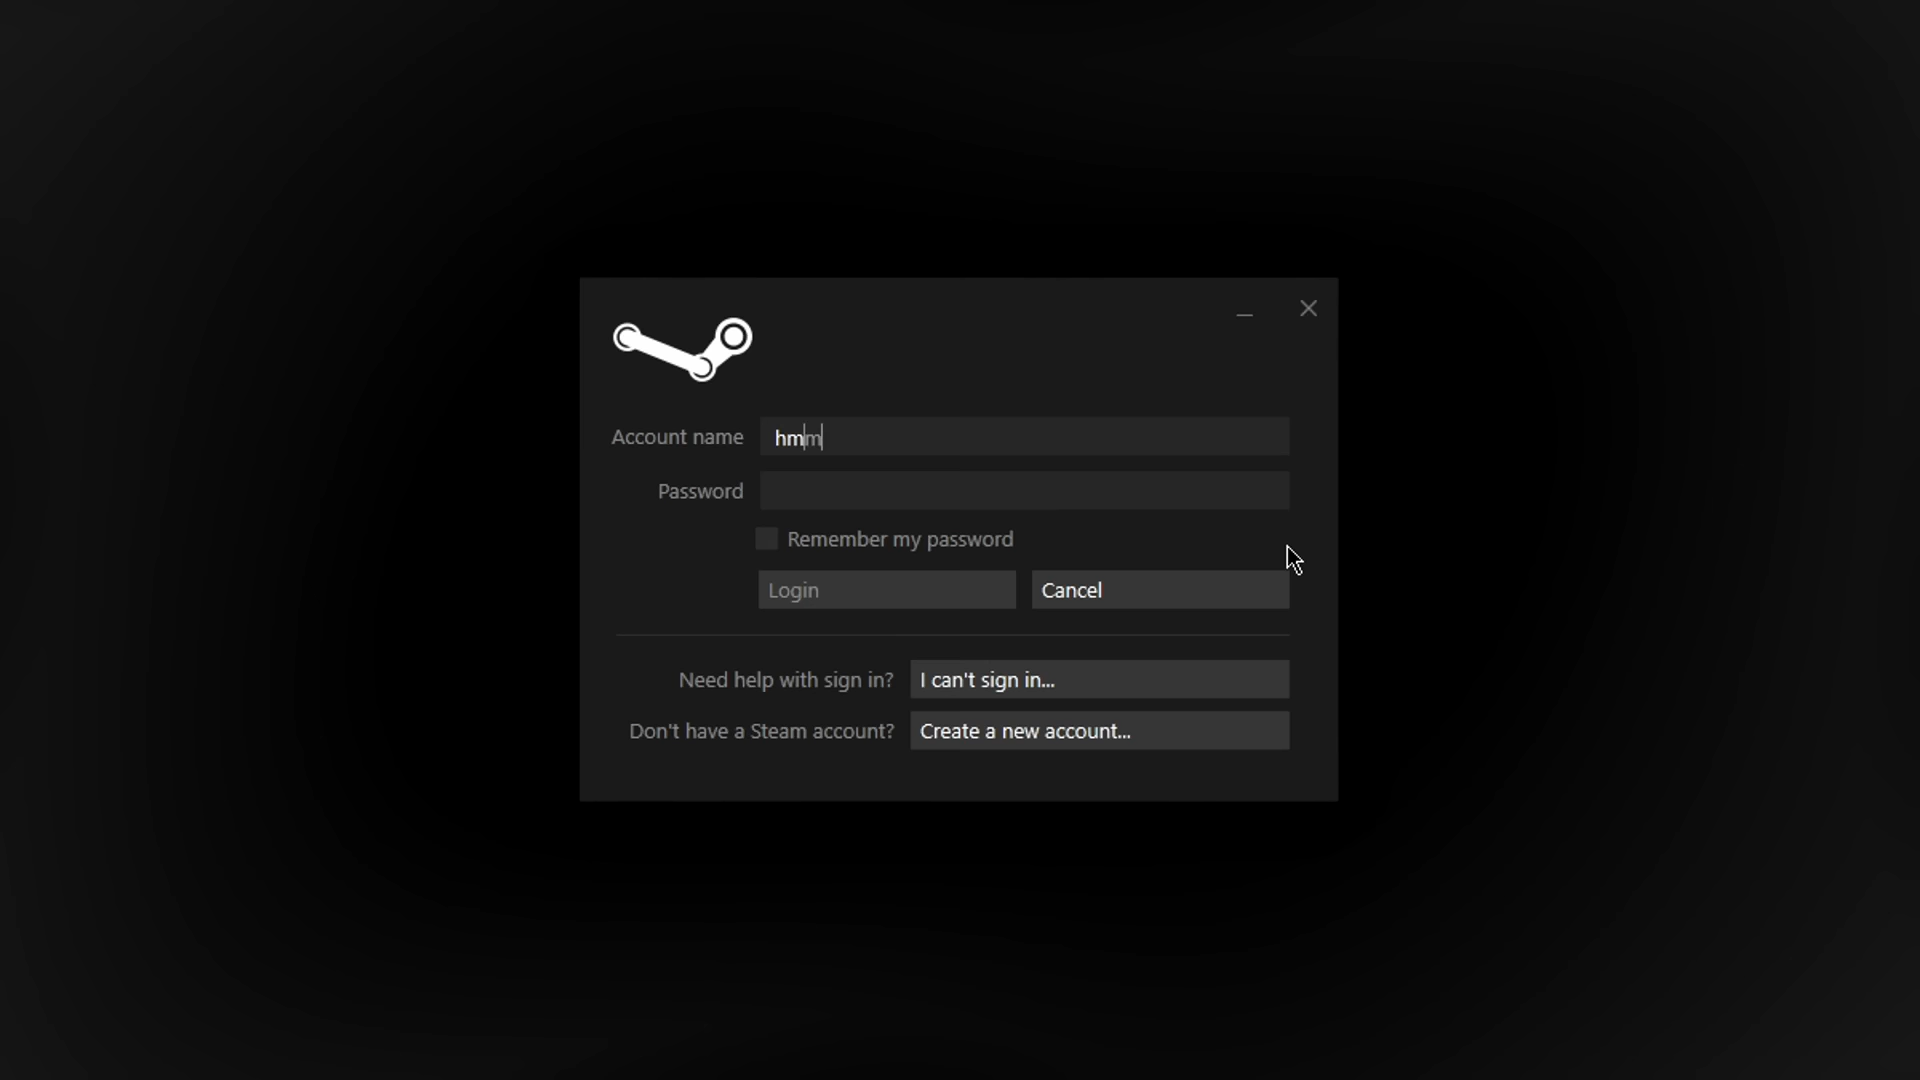 Account name hmm
Password
Remember my password
Login Cancel
Need help with sign in? I can't sign in...
Don't have a Steam account? Create a new account...